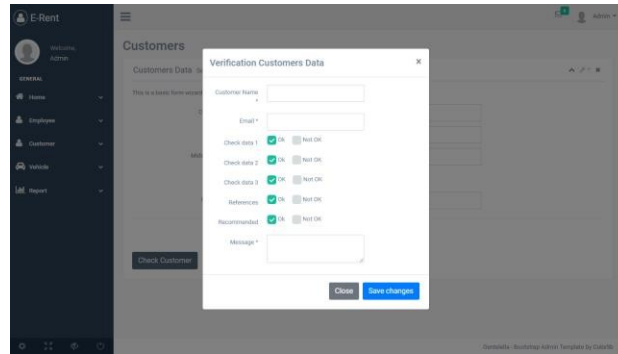 E-Rent
Admin
Welcome,
Admin
GENERAL
Home
Employee
Customer
Vehicle
Report
Customers
Customers Data
This is a basic form wizard
Check Customer
Verification Customers Data
×
Customer Name
*
Email *
Check data 1 Ok Not OK
Check data 2 Ok Not OK
Check data 3 OK Not OK
References Ok Not OK
Recommended Ok Not OK
Message *
Close Save changes
Gentelella - Bootstrap Admin Template by Colorlib